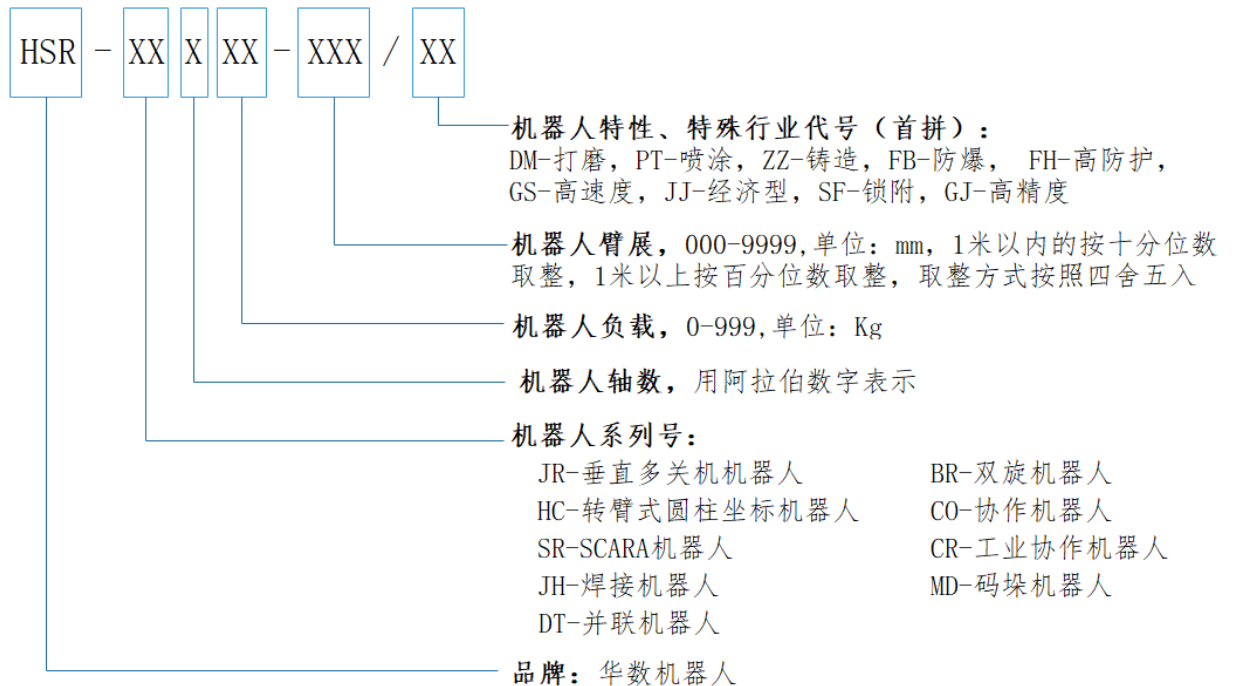 HSR-XXXXX-XXX/XX
机器人特性、特殊行业代号（首拼）：
DM-打磨，PT-喷涂，ZZ-铸造，FB-防爆， FH-高防护，
GS-高速度，JJ-经济型，SF-锁附，GJ-高精度
机器人臂展，000-9999,单位：mm，1米以内的按十分位数
取整，1米以上按百分位数取整，取整方式按照四舍五入
机器人负载，0-999,单位：Kg
机器人轴数，用阿拉伯数字表示
机器人系列号：
JR-垂直多关机机器人 BR-双旋机器人
HC-转臂式圆柱坐标机器人 CO-协作机器人
SR-SCARA机器人 CR-工业协作机器人
JH-焊接机器人 MD-码垛机器人
DT-并联机器人
品牌：华数机器人